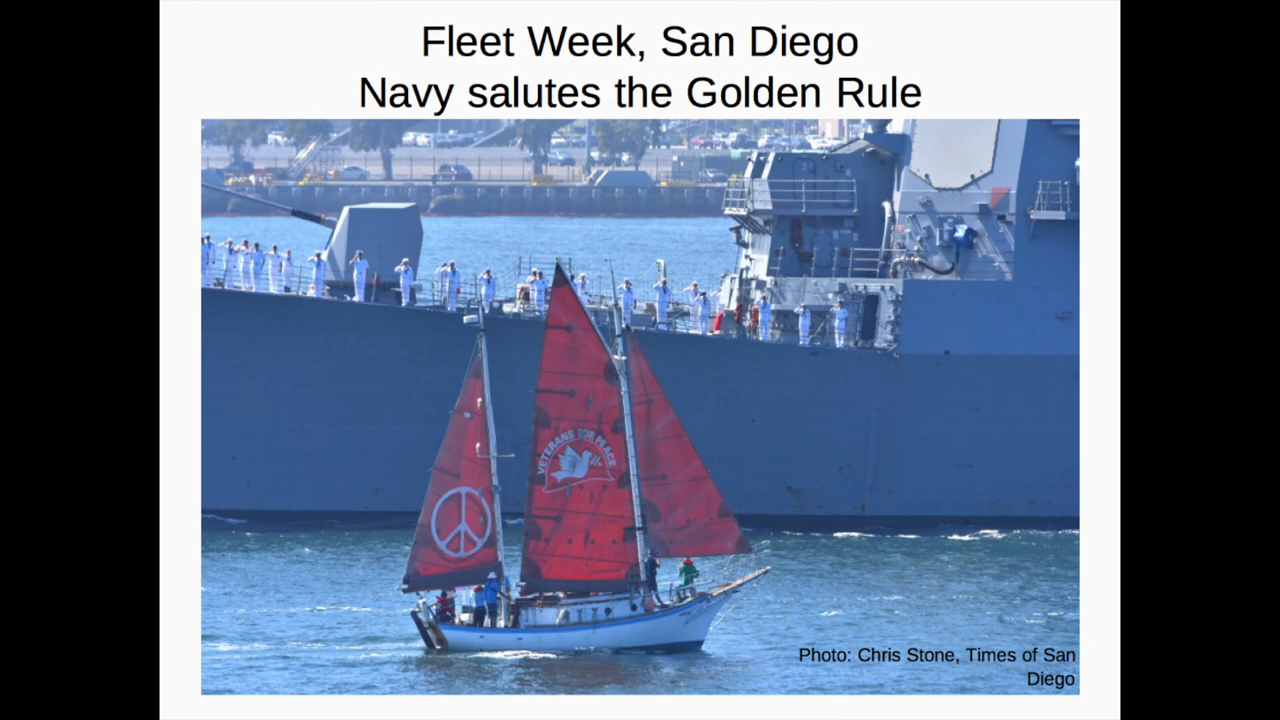 Fleet Week, San Diego
Navy salutes the Golden Rule
VETERANS FOR PEACE
Photo: Chris Stone, Times of San
Diego